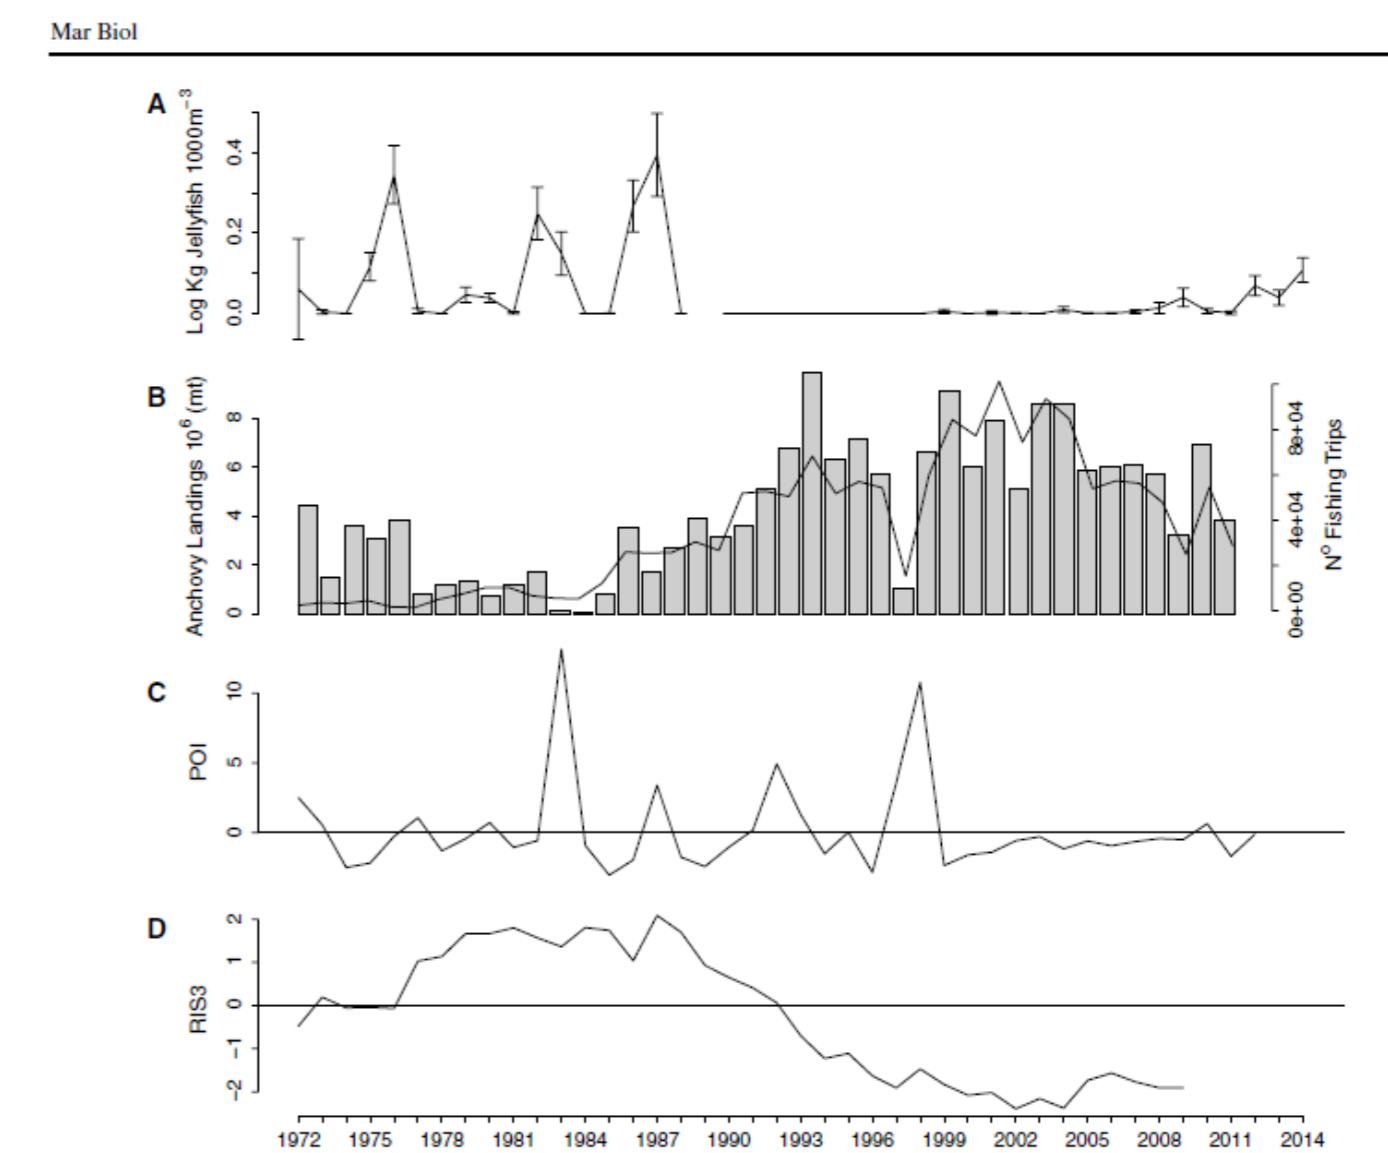 Mar Biol
A
Log Kg Jellyfish 1000m⁻³
0.4
0.2
0.0
B
Anchovy Landings 10⁶ (mt)
8
6
4
2
0
8e+04
4e+04
0e+00
Nº Fishing Trips
C
POI
10
5
0
D
RIS3
2
1
0
−1
−2
1972 1975 1978 1981 1984 1987 1990 1993 1996 1999 2002 2005 2008 2011 2014